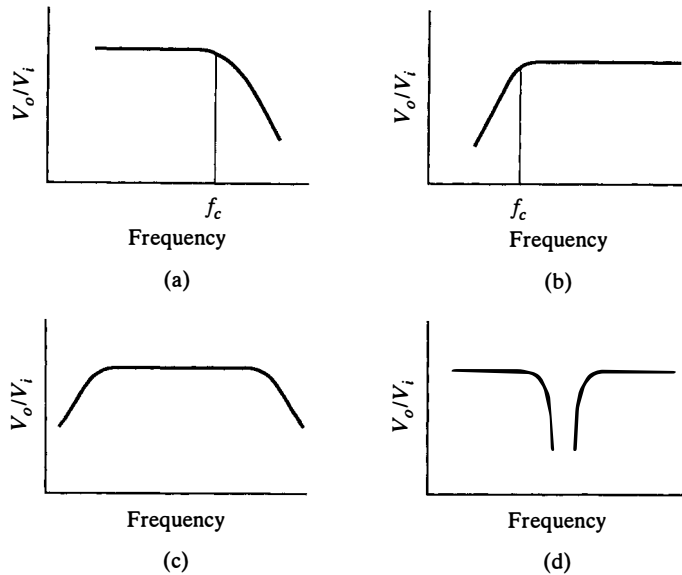 V_o/V_i
f_c
Frequency
(a)
V_o/V_i
f_c
Frequency
(b)
V_o/V_i
Frequency
(c)
V_o/V_i
Frequency
(d)